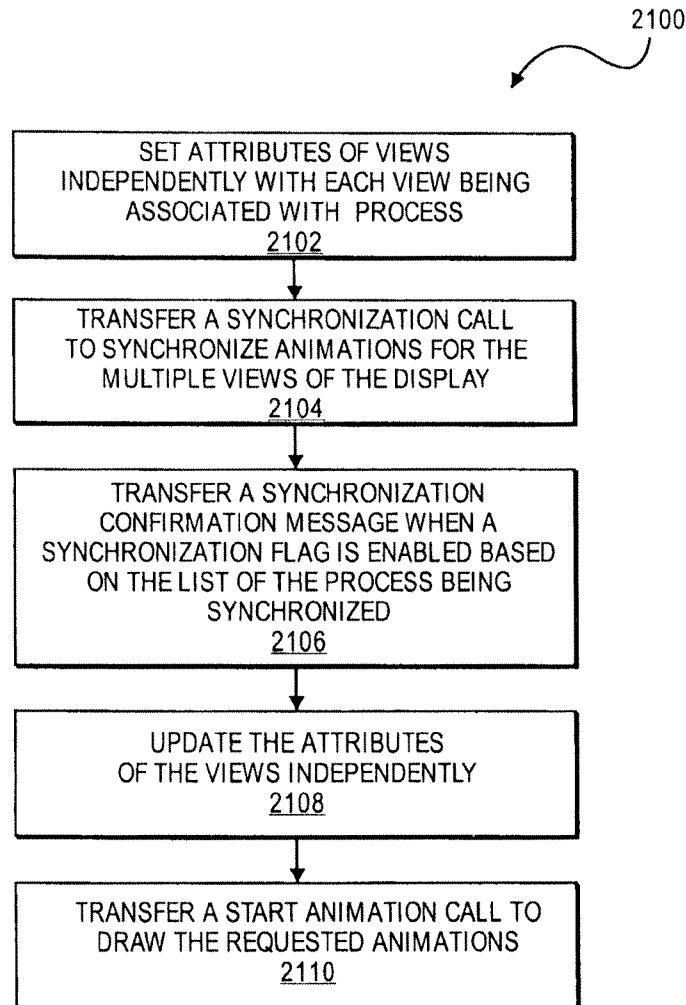 2100
SET ATTRIBUTES OF VIEWS
INDEPENDENTLY WITH EACH VIEW BEING
ASSOCIATED WITH PROCESS
2102
TRANSFER A SYNCHRONIZATION CALL
TO SYNCHRONIZE ANIMATIONS FOR THE
MULTIPLE VIEWS OF THE DISPLAY
2104
TRANSFER A SYNCHRONIZATION
CONFIRMATION MESSAGE WHEN A
SYNCHRONIZATION FLAG IS ENABLED BASED
ON THE LIST OF THE PROCESS BEING
SYNCHRONIZED
2106
UPDATE THE ATTRIBUTES
OF THE VIEWS INDEPENDENTLY
2108
TRANSFER A START ANIMATION CALL TO
DRAW THE REQUESTED ANIMATIONS
2110